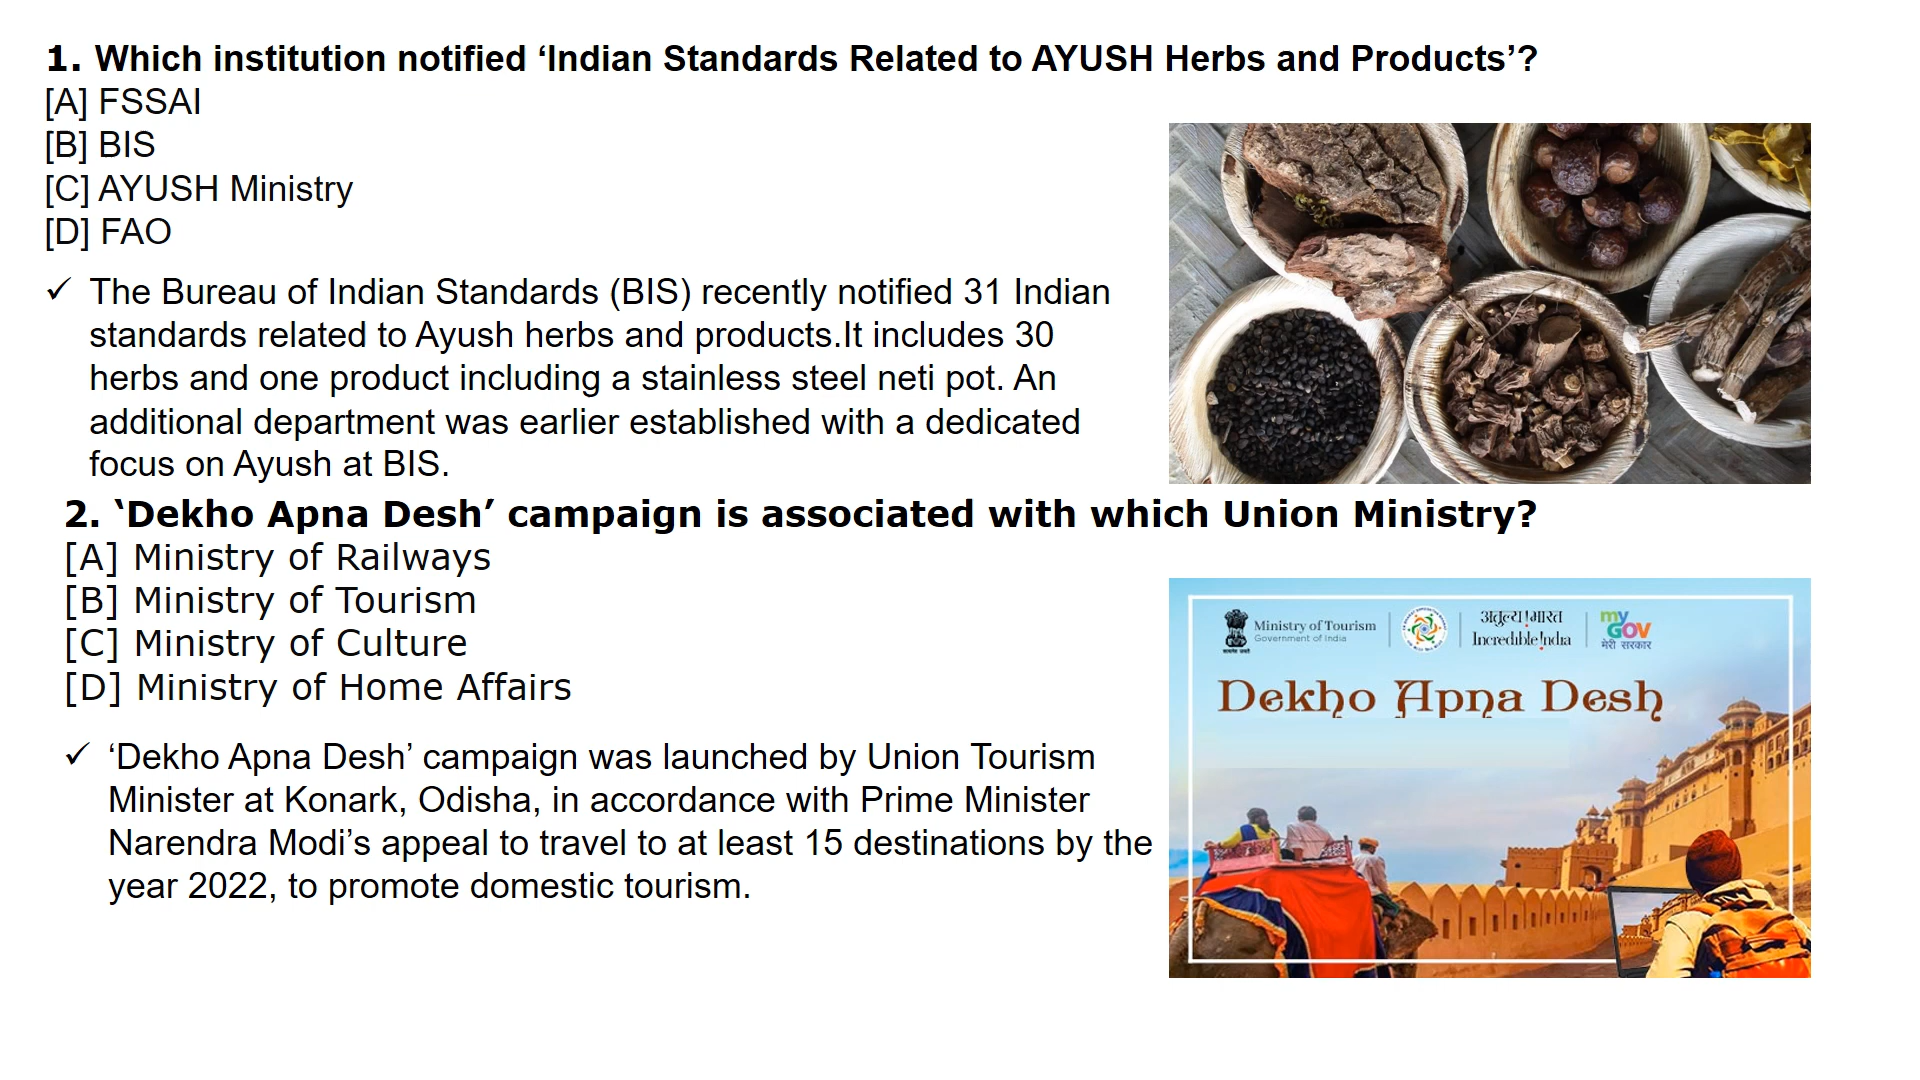 1. Which institution notified ‘Indian Standards Related to AYUSH Herbs and Products’?
[A] FSSAI
[B] BIS
[C] AYUSH Ministry
[D] FAO
✓ The Bureau of Indian Standards (BIS) recently notified 31 Indian
standards related to Ayush herbs and products.It includes 30
herbs and one product including a stainless steel neti pot. An
additional department was earlier established with a dedicated
focus on Ayush at BIS.
2. ‘Dekho Apna Desh’ campaign is associated with which Union Ministry?
[A] Ministry of Railways
[B] Ministry of Tourism
[C] Ministry of Culture
[D] Ministry of Home Affairs
✓ ‘Dekho Apna Desh’ campaign was launched by Union Tourism
Minister at Konark, Odisha, in accordance with Prime Minister
Narendra Modi’s appeal to travel to at least 15 destinations by the
year 2022, to promote domestic tourism.
Ministry of Tourism
Government of India
अतुल्य!भारत
Incredible!ndia
my
GOV
मेरी सरकार
Dekho Apna Desh